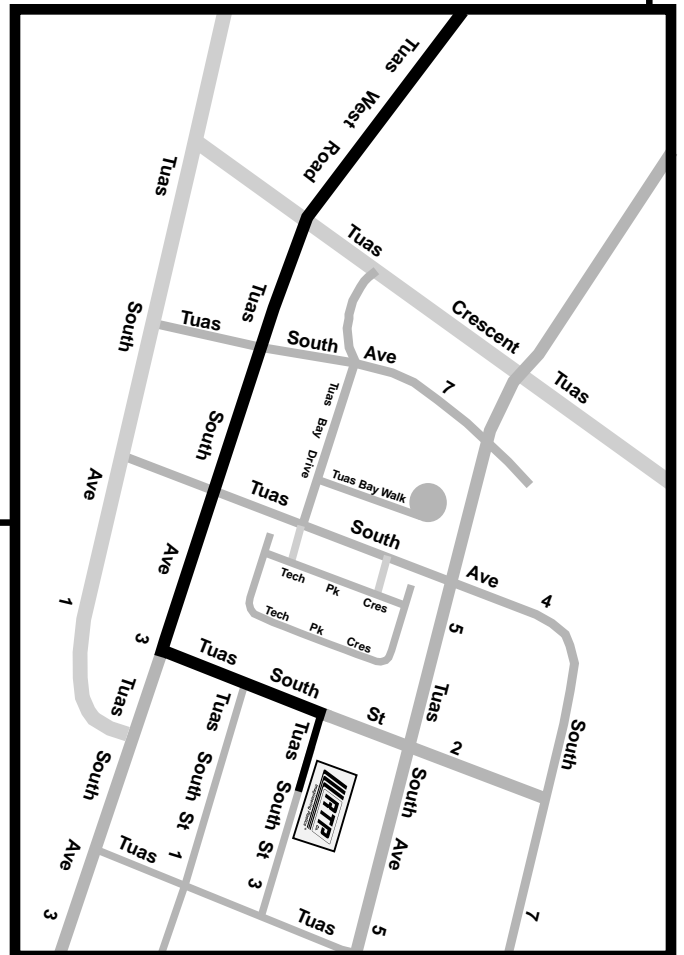 Tuas West Road
Tuas South Ave 1
Tuas Crescent Tuas
Tuas South Ave 3
Tuas South Ave 7
Tuas Bay Drive
Tuas Bay Walk
Tuas South Ave 4
Tech Pk Cres
Tech Pk Cres
Tuas South St 2
5 Tuas
South
Tuas South Ave 3
Tuas South St 1
Tuas South St 3
ATP
South Ave 5
7
Tuas
Tuas